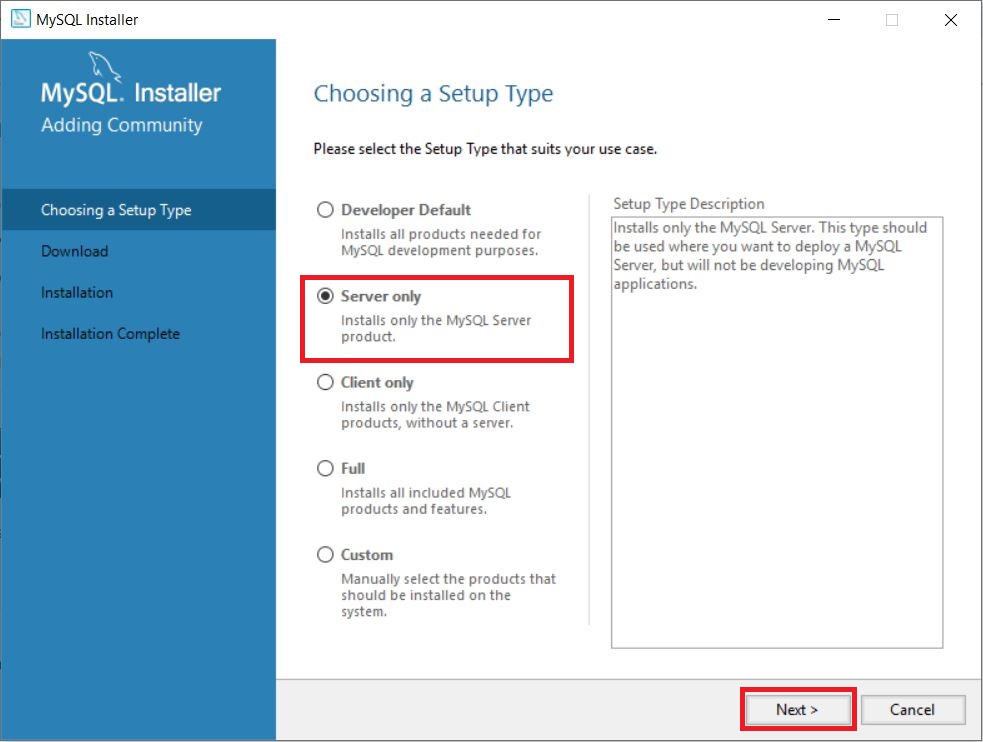 MySQL Installer
MySQL. Installer
Adding Community
Choosing a Setup Type
Download
Installation
Installation Complete
Choosing a Setup Type
Please select the Setup Type that suits your use case.
Developer Default
Installs all products needed for
MySQL development purposes.
Server only
Installs only the MySQL Server
product.
Client only
Installs only the MySQL Client
products, without a server.
Full
Installs all included MySQL
products and features.
Custom
Manually select the products that
should be installed on the
system.
Setup Type Description
Installs only the MySQL Server. This type should
be used where you want to deploy a MySQL
Server, but will not be developing MySQL
applications.
Next >
Cancel